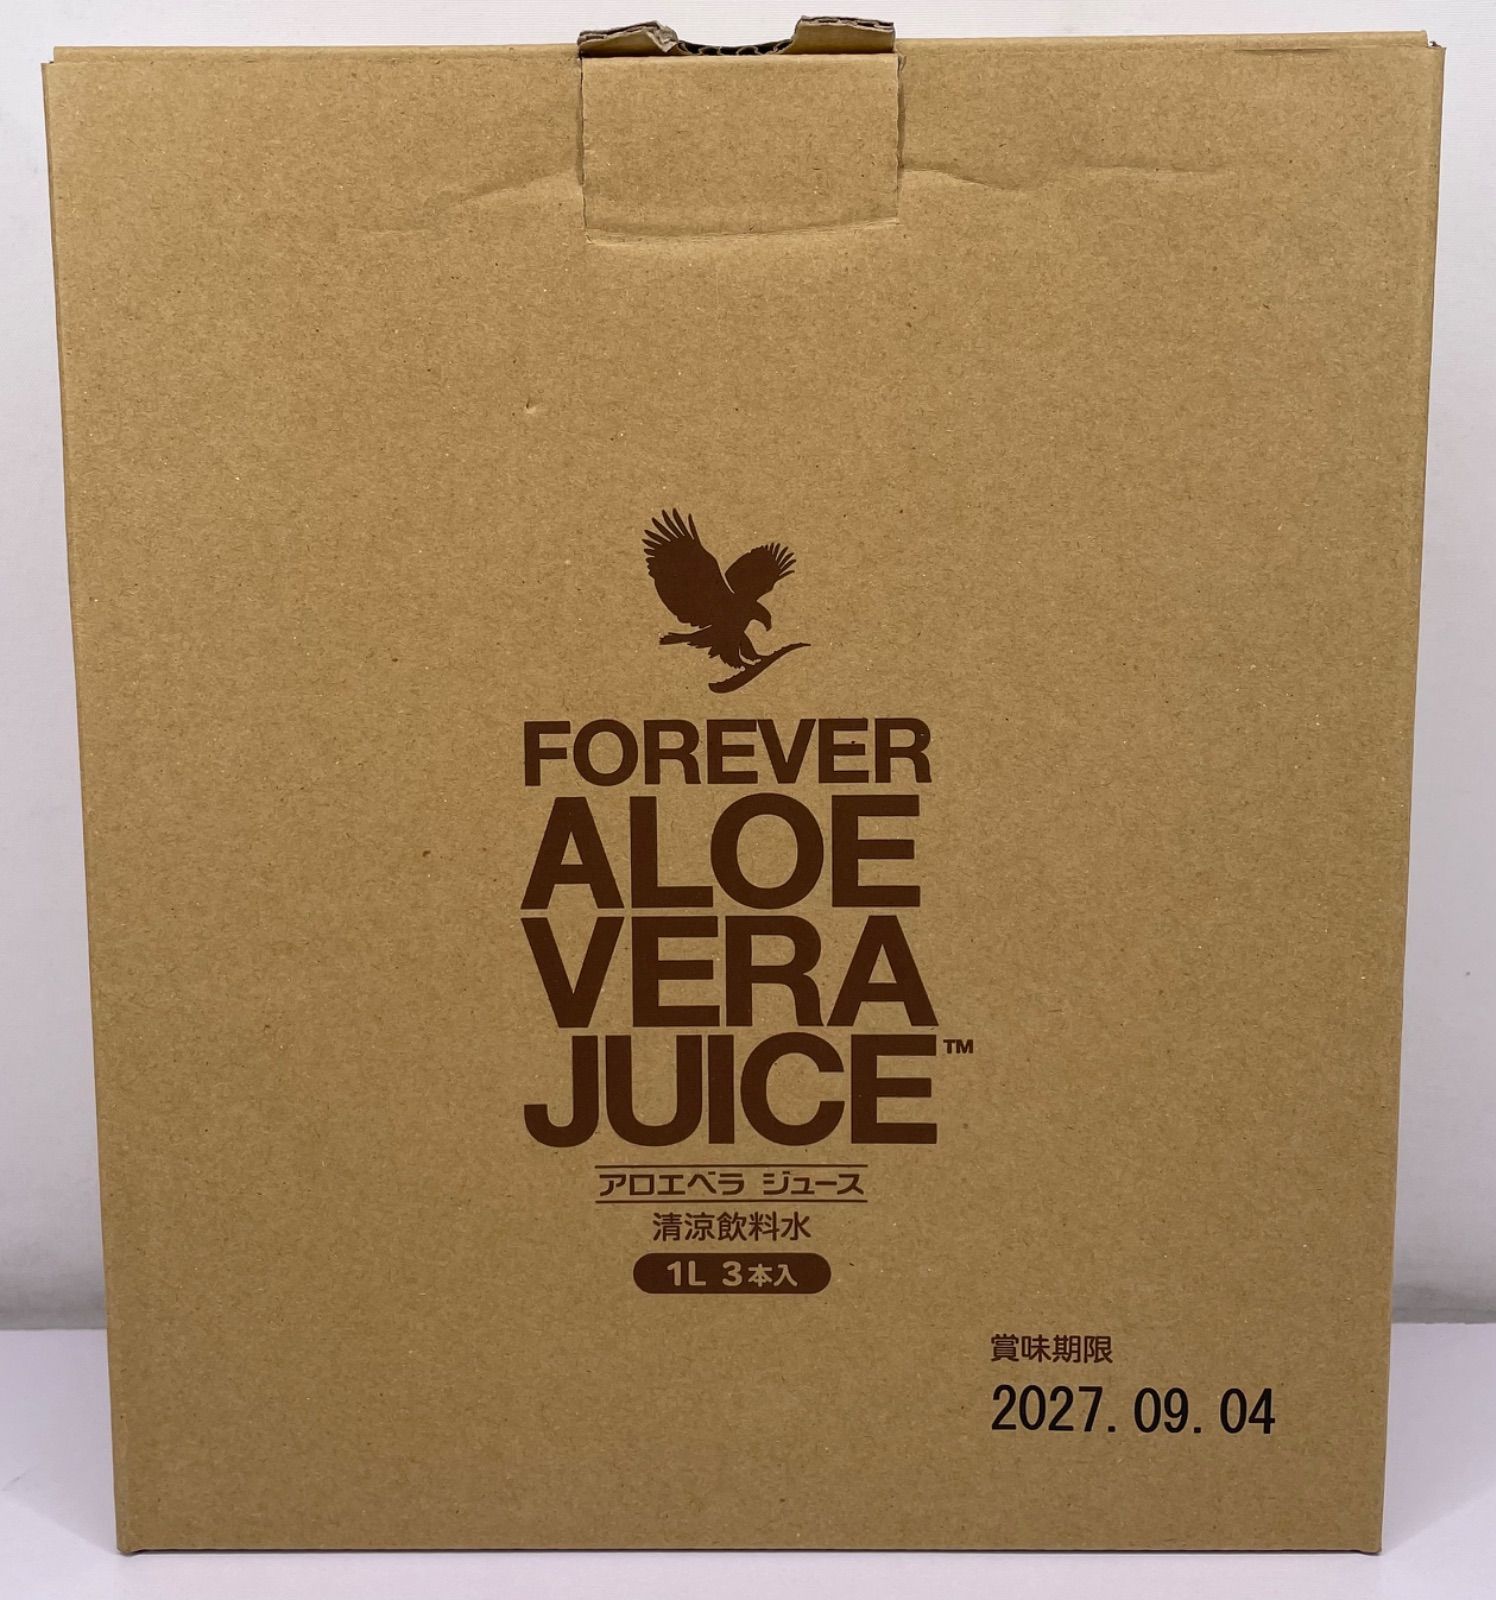 FOREVER
ALOE
VERA
JUICE™
アロエベラ ジュース
清涼飲料水
1L 3本入
賞味期限
2027.09.04